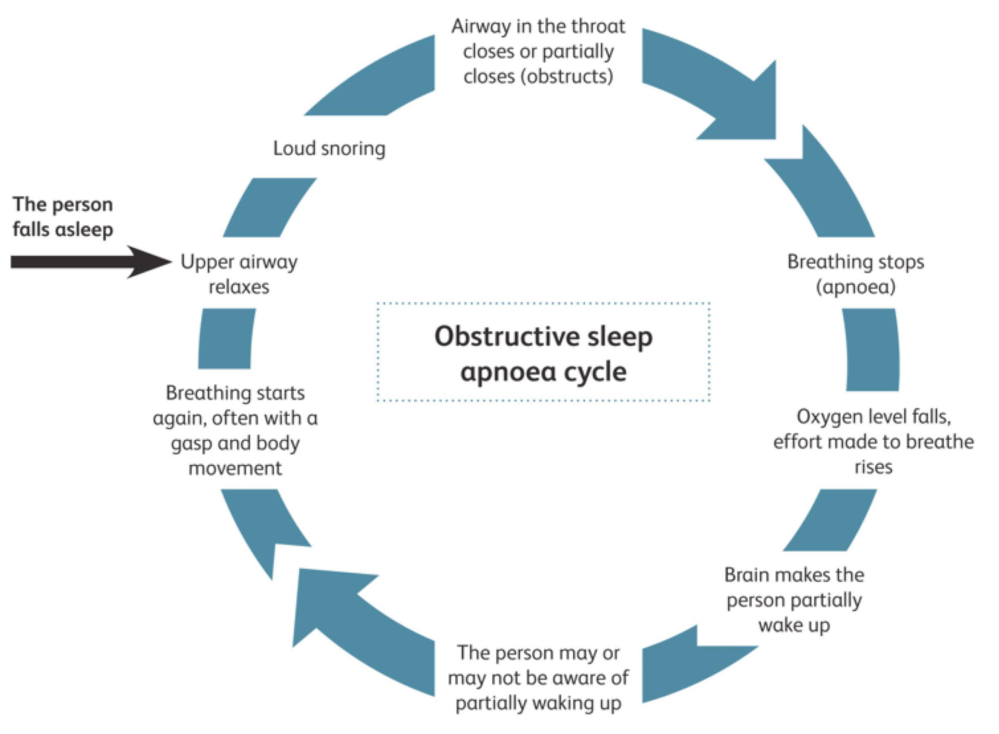 The person
falls asleep
Upper airway
relaxes
Loud snoring
Airway in the throat
closes or partially
closes (obstructs)
Breathing stops
(apnoea)
Oxygen level falls,
effort made to breathe
rises
Brain makes the
person partially
wake up
The person may or
may not be aware of
partially waking up
Breathing starts
again, often with a
gasp and body
movement
Obstructive sleep
apnoea cycle